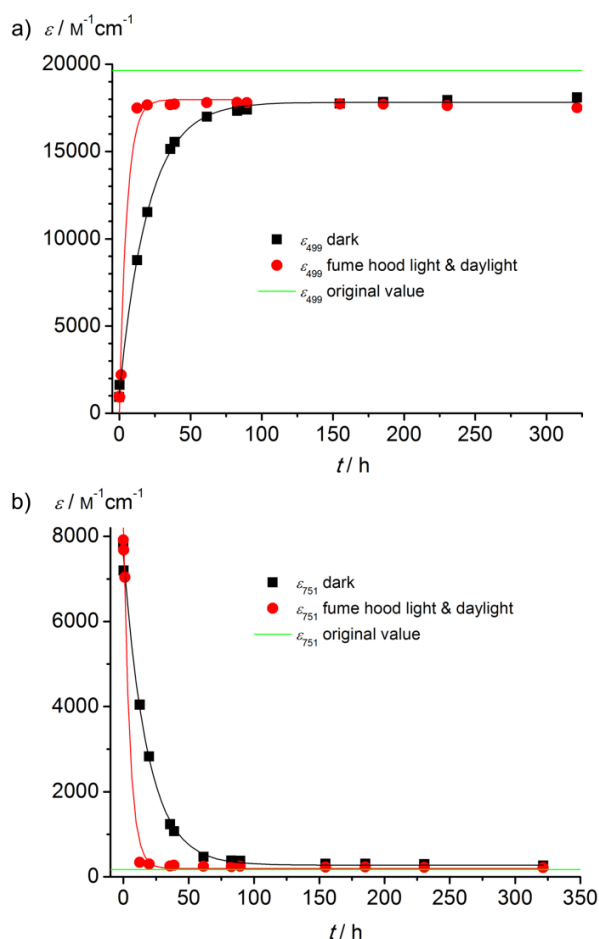 a) ε / M⁻¹cm⁻¹
20000
15000
10000
5000
0
ε₄₉₉ dark
ε₄₉₉ fume hood light & daylight
ε₄₉₉ original value
0 50 100 150 200 250 300
t / h
b) ε / M⁻¹cm⁻¹
8000
6000
4000
2000
0
ε₇₅₁ dark
ε₇₅₁ fume hood light & daylight
ε₇₅₁ original value
0 50 100 150 200 250 300
t / h